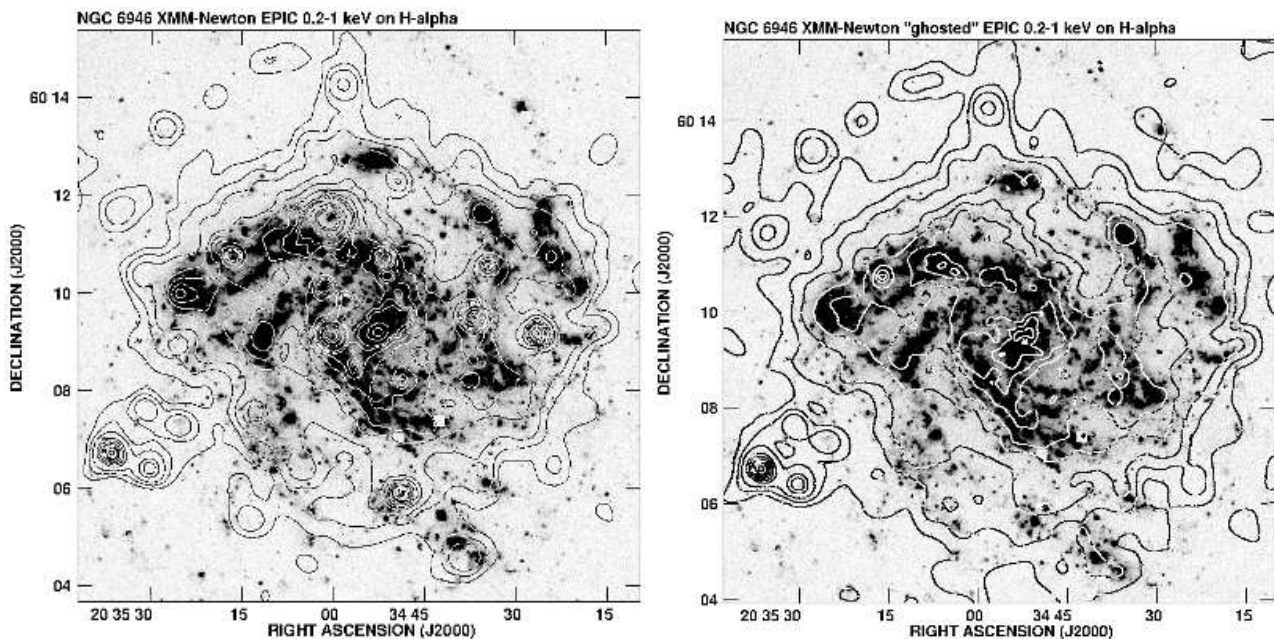 NGC 6946 XMM-Newton EPIC 0.2-1 keV on H-alpha
DECLINATION (J2000)
60 14
12
10
08
06
04
20 35 30
15
00
34 45
30
15
RIGHT ASCENSION (J2000)
NGC 6946 XMM-Newton "ghosted" EPIC 0.2-1 keV on H-alpha
DECLINATION (J2000)
60 14
12
10
08
06
04
20 35 30
15
00
34 45
30
15
RIGHT ASCENSION (J2000)